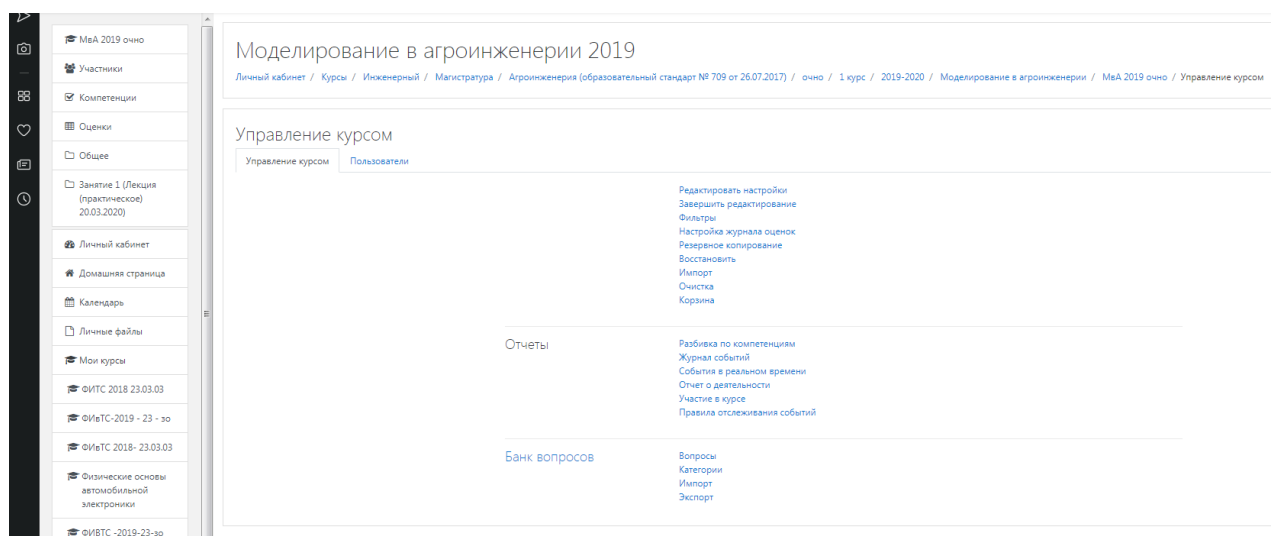 МвА 2019 очно
Участники
Компетенции
Оценки
Общее
Занятие 1 (Лекция
(практическое)
20.03.2020)
Личный кабинет
Домашняя страница
Календарь
Личные файлы
Мои курсы
ФИТС 2018 23.03.03
ФИвТС-2019 - 23 - зо
ФИвТС 2018- 23.03.03
Физические основы
автомобильной
электроники
ФИВТС -2019-23-зо
Моделирование в агроинженерии 2019
Личный кабинет / Курсы / Инженерный / Магистратура / Агроинженерия (образовательный стандарт № 709 от 26.07.2017) / очно / 1 курс / 2019-2020 / Моделирование в агроинженерии / МвА 2019 очно / Управление курсом
Управление курсом
Управление курсом Пользователи
Редактировать настройки
Завершить редактирование
Фильтры
Настройка журнала оценок
Резервное копирование
Восстановить
Импорт
Очистка
Корзина
Отчеты
Разбивка по компетенциям
Журнал событий
События в реальном времени
Отчет о деятельности
Участие в курсе
Правила отслеживания событий
Банк вопросов
Вопросы
Категории
Импорт
Экспорт